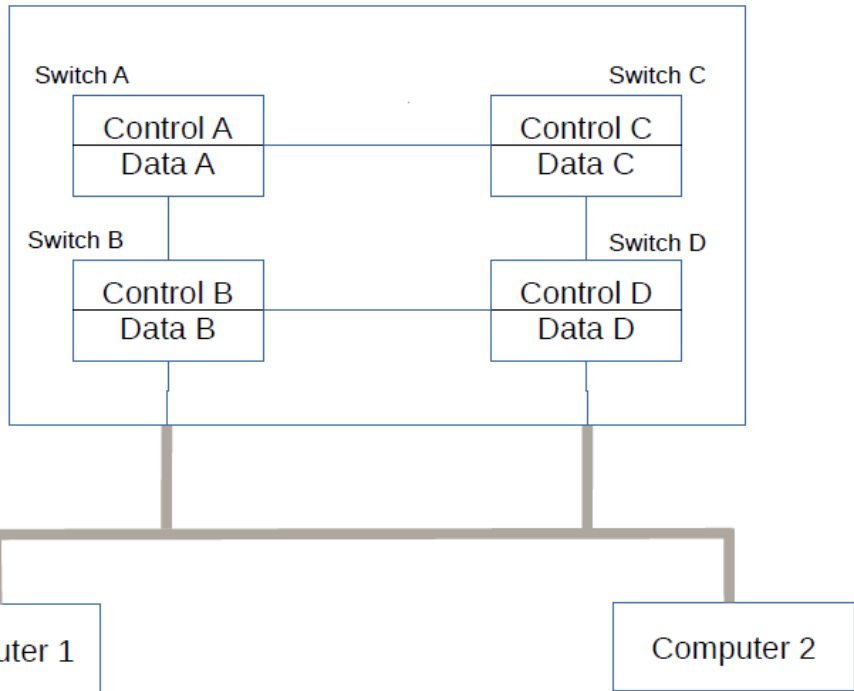 Switch A
Switch C
Control A
Control C
Data A
Data C
Switch B
Switch D
Control B
Control D
Data B
Data D
uter 1
Computer 2